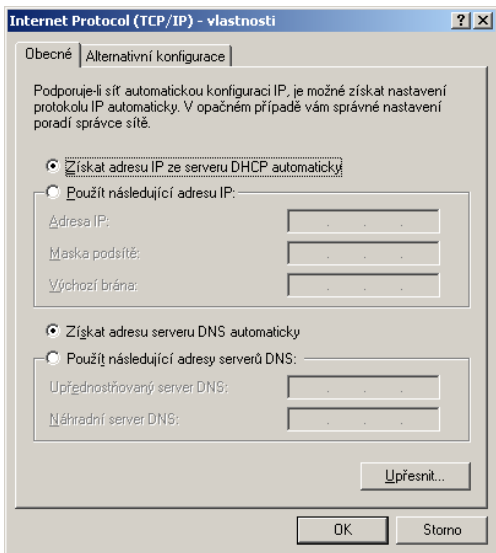 Internet Protocol (TCP/IP) - vlastnosti
Obecné Alternativní konfigurace
Podporuje-li síť automatickou konfiguraci IP, je možné získat nastavení
protokolu IP automaticky. V opačném případě vám správné nastavení
poradí správce sítě.
Získat adresu IP ze serveru DHCP automaticky
Použít následující adresu IP:
Adresa IP:
Maska podsítě:
Výchozí brána:
Získat adresu serveru DNS automaticky
Použít následující adresy serverů DNS:
Upřednostňovaný server DNS:
Náhradní server DNS:
Upřesnit...
OK Storno